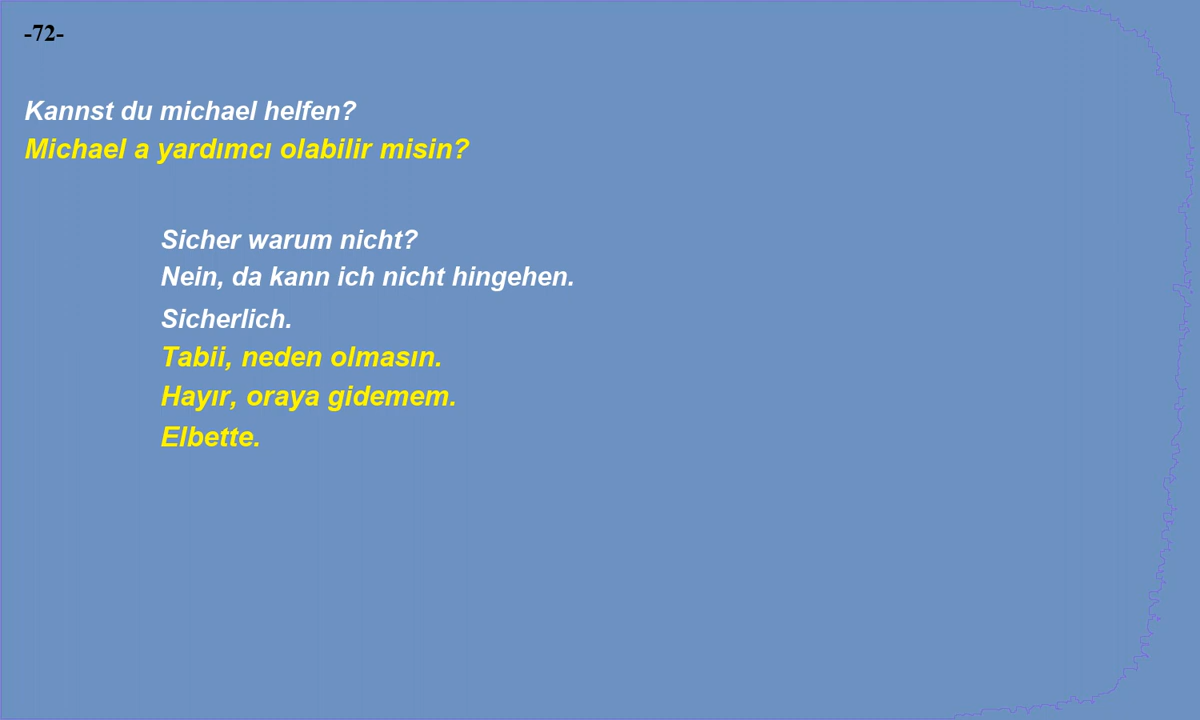 -72-
Kannst du michael helfen?
Michael a yardımcı olabilir misin?
Sicher warum nicht?
Nein, da kann ich nicht hingehen.
Sicherlich.
Tabii, neden olmasın.
Hayır, oraya gidemem.
Elbette.